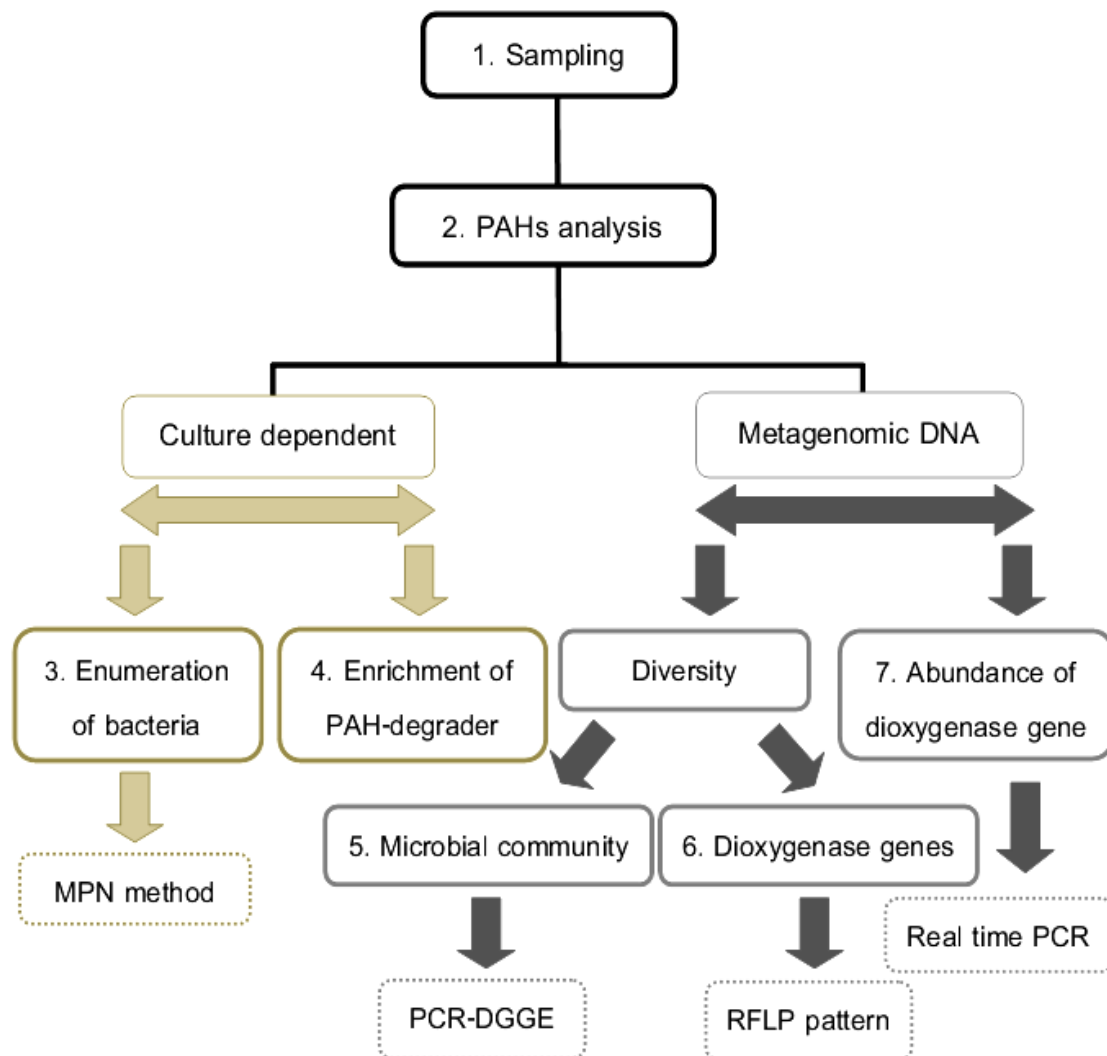 1. Sampling
2. PAHs analysis
Culture dependent
Metagenomic DNA
3. Enumeration
of bacteria
4. Enrichment of
PAH-degrader
Diversity
7. Abundance of
dioxygenase gene
5. Microbial community
6. Dioxygenase genes
MPN method
Real time PCR
PCR-DGGE
RFLP pattern